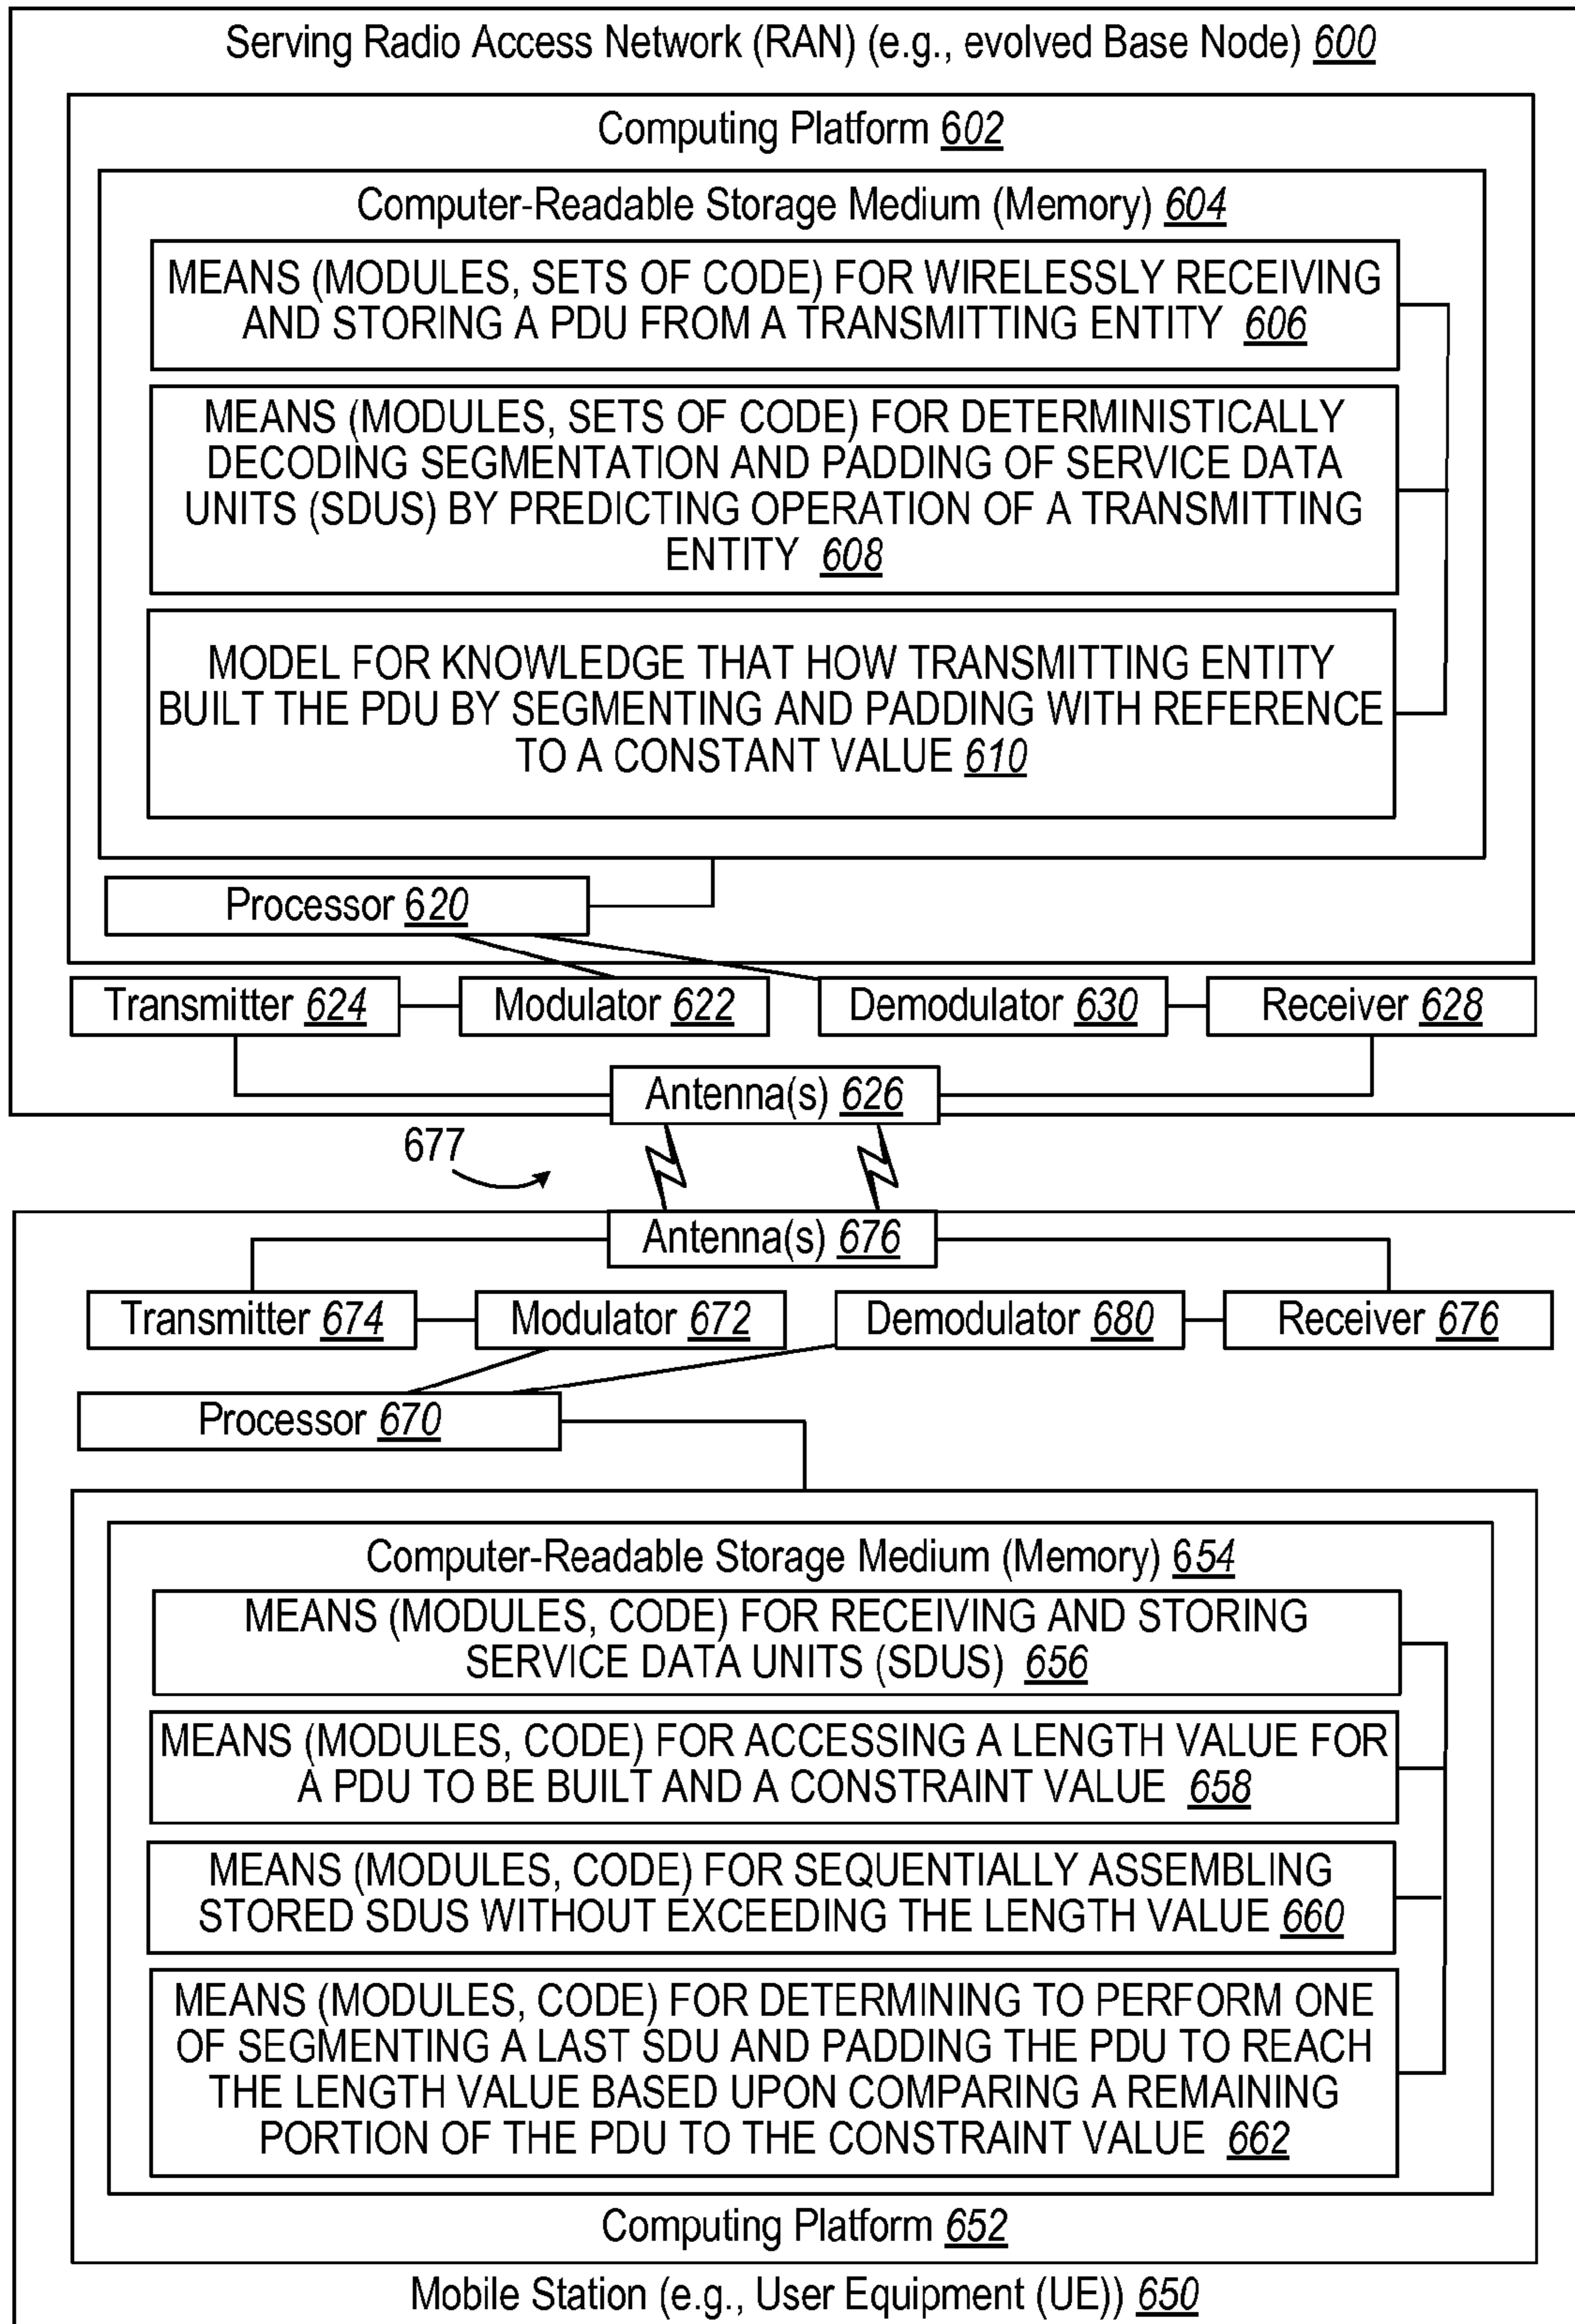 Serving Radio Access Network (RAN) (e.g., evolved Base Node) 600
Computing Platform 602
Computer-Readable Storage Medium (Memory) 604
MEANS (MODULES, SETS OF CODE) FOR WIRELESSLY RECEIVING
AND STORING A PDU FROM A TRANSMITTING ENTITY 606
MEANS (MODULES, SETS OF CODE) FOR DETERMINISTICALLY
DECODING SEGMENTATION AND PADDING OF SERVICE DATA
UNITS (SDUS) BY PREDICTING OPERATION OF A TRANSMITTING
ENTITY 608
MODEL FOR KNOWLEDGE THAT HOW TRANSMITTING ENTITY
BUILT THE PDU BY SEGMENTING AND PADDING WITH REFERENCE
TO A CONSTANT VALUE 610
Processor 620
Transmitter 624
Modulator 622
Demodulator 630
Receiver 628
Antenna(s) 626
677
Antenna(s) 676
Transmitter 674
Modulator 672
Demodulator 680
Receiver 676
Processor 670
Computer-Readable Storage Medium (Memory) 654
MEANS (MODULES, CODE) FOR RECEIVING AND STORING
SERVICE DATA UNITS (SDUS) 656
MEANS (MODULES, CODE) FOR ACCESSING A LENGTH VALUE FOR
A PDU TO BE BUILT AND A CONSTRAINT VALUE 658
MEANS (MODULES, CODE) FOR SEQUENTIALLY ASSEMBLING
STORED SDUS WITHOUT EXCEEDING THE LENGTH VALUE 660
MEANS (MODULES, CODE) FOR DETERMINING TO PERFORM ONE
OF SEGMENTING A LAST SDU AND PADDING THE PDU TO REACH
THE LENGTH VALUE BASED UPON COMPARING A REMAINING
PORTION OF THE PDU TO THE CONSTRAINT VALUE 662
Computing Platform 652
Mobile Station (e.g., User Equipment (UE)) 650